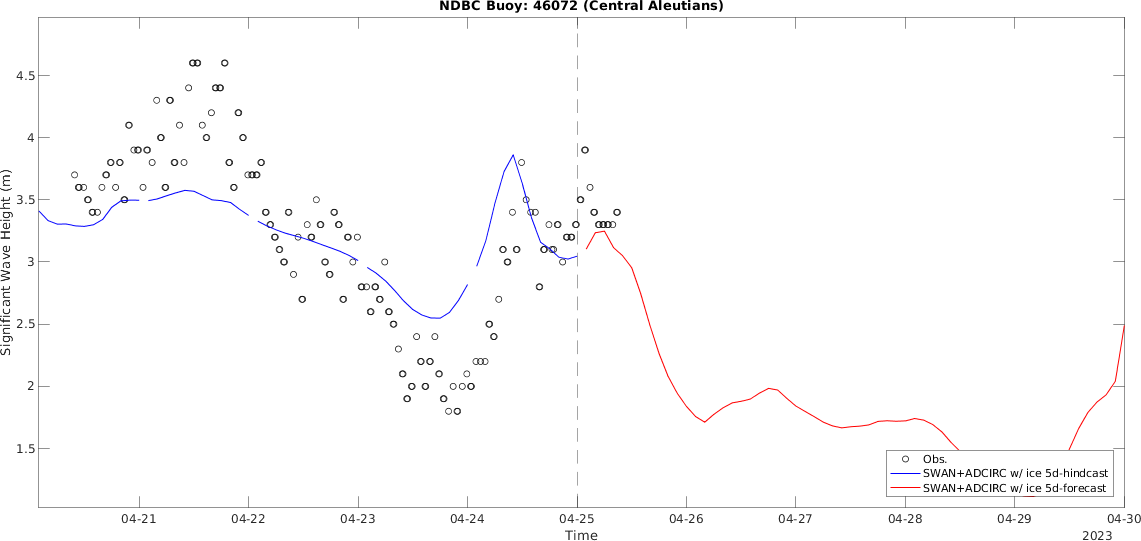 NDBC Buoy: 46072 (Central Aleutians)
Significant Wave Height (m)
4.5
4
3.5
3
2.5
2
1.5
Obs.
SWAN+ADCIRC w/ ice 5d-hindcast
SWAN+ADCIRC w/ ice 5d-forecast
04-21 04-22 04-23 04-24 04-25 04-26 04-27 04-28 04-29 04-30
Time 2023